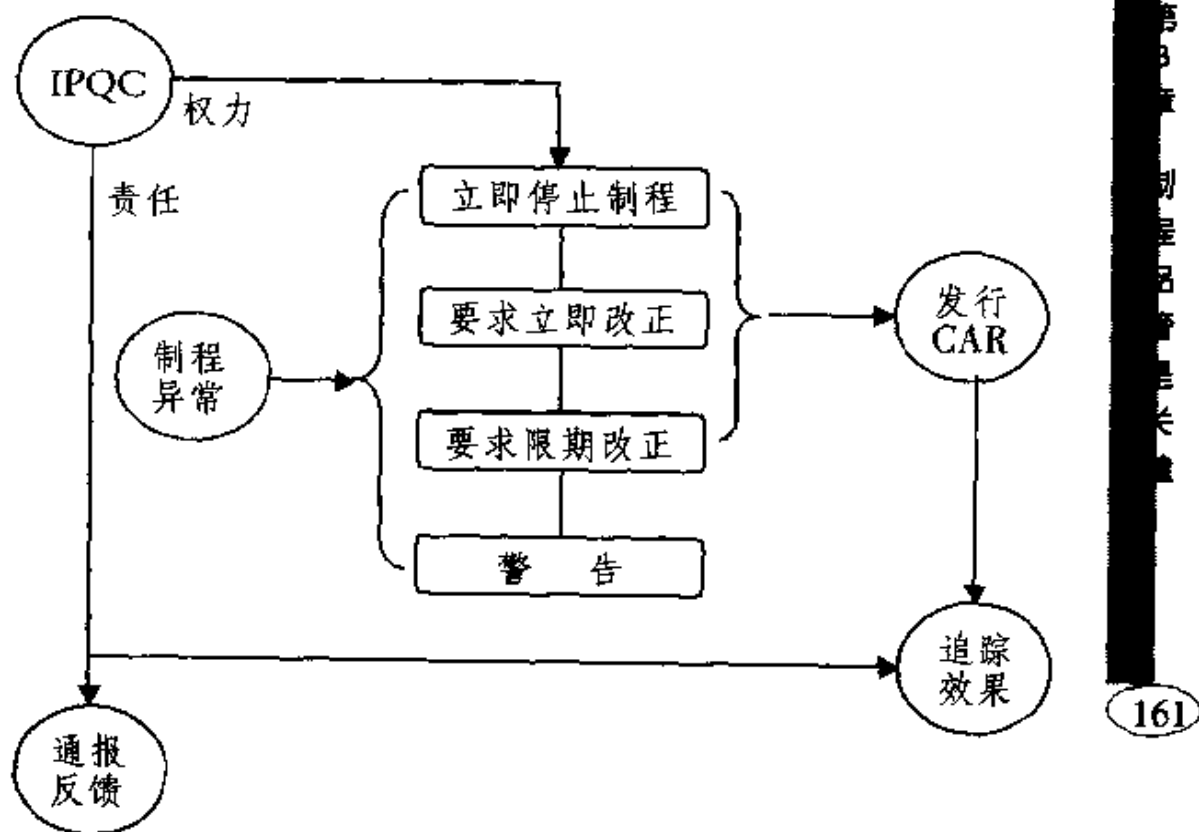 IPQC
权力
责任
立即停止制程
要求立即改正
要求限期改正
警 告
制程
异常
发行
CAR
追踪
效果
通报
反馈
161